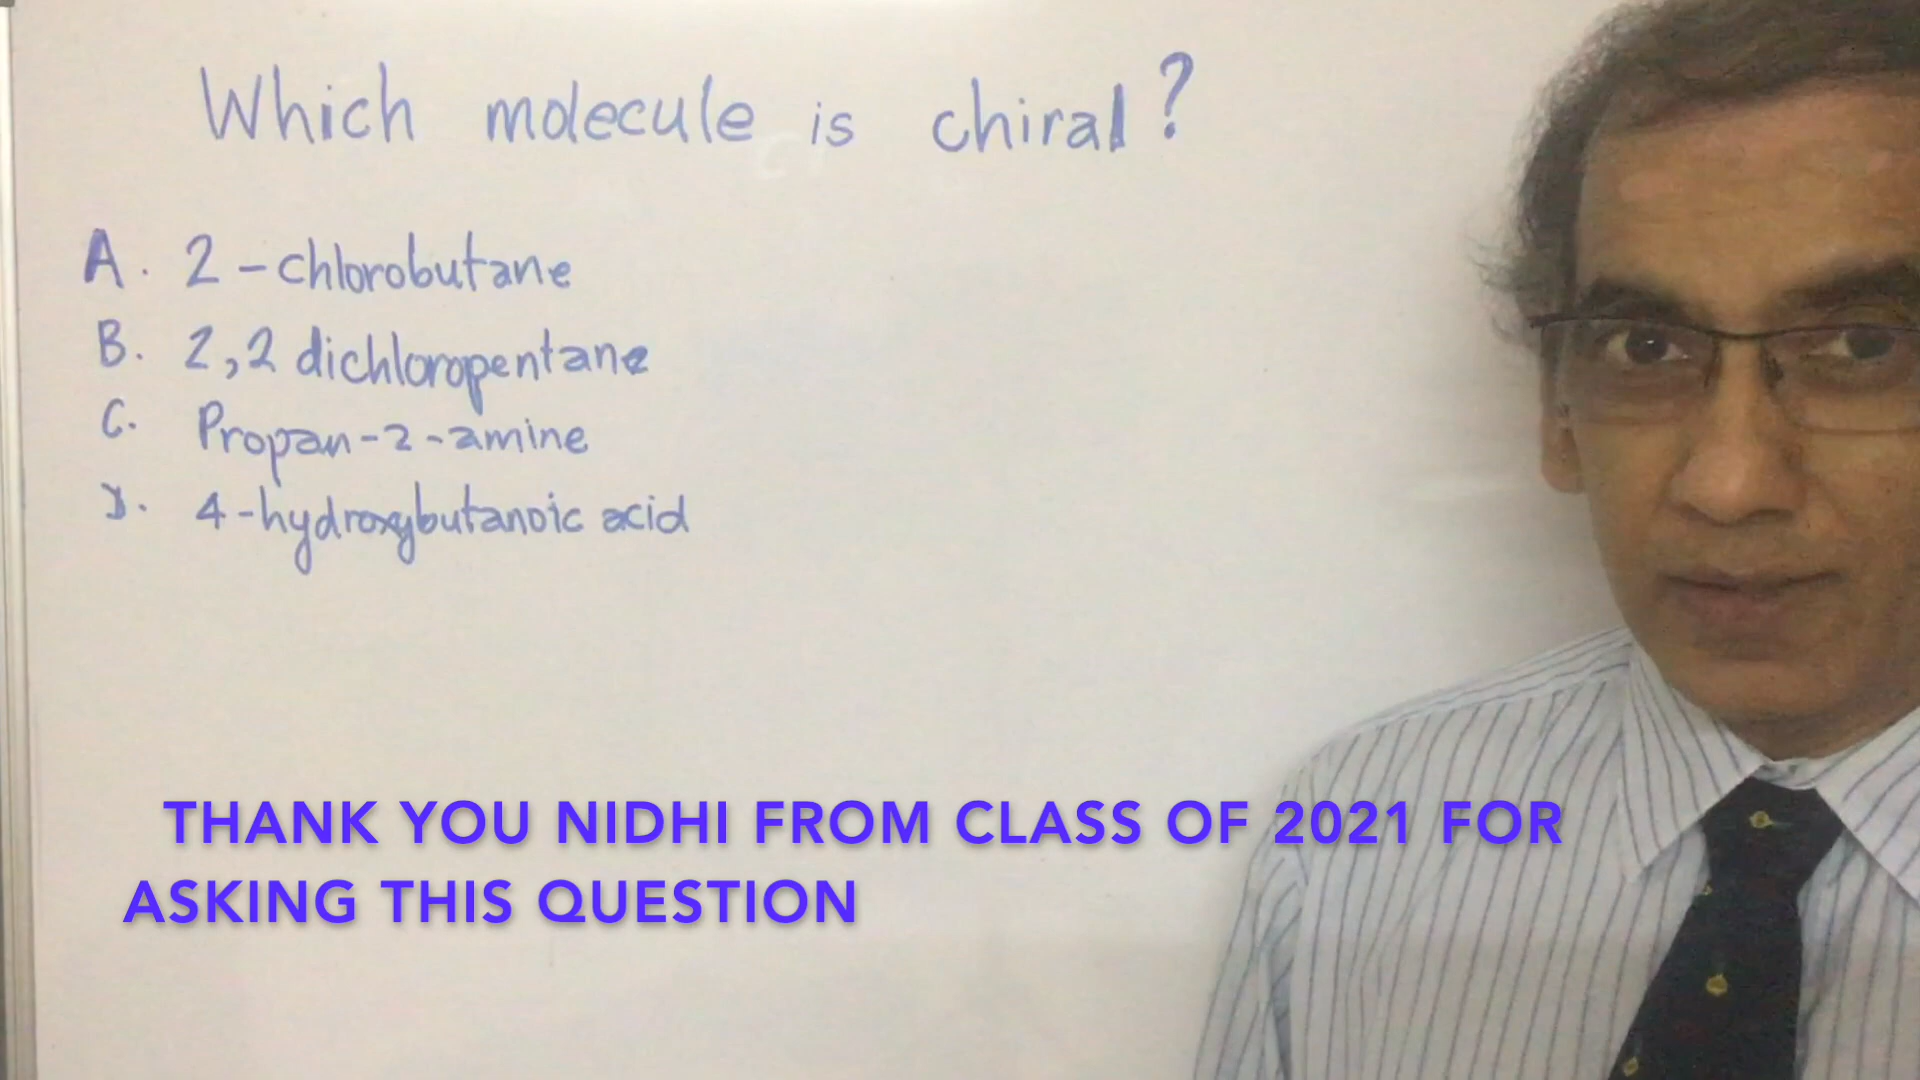 Which molecule is chiral?
A. 2-chlorobutane
B. 2,2 dichloropentane
C. Propan-2-amine
D. 4-hydroxybutanoic acid
THANK YOU NIDHI FROM CLASS OF 2021 FOR
ASKING THIS QUESTION